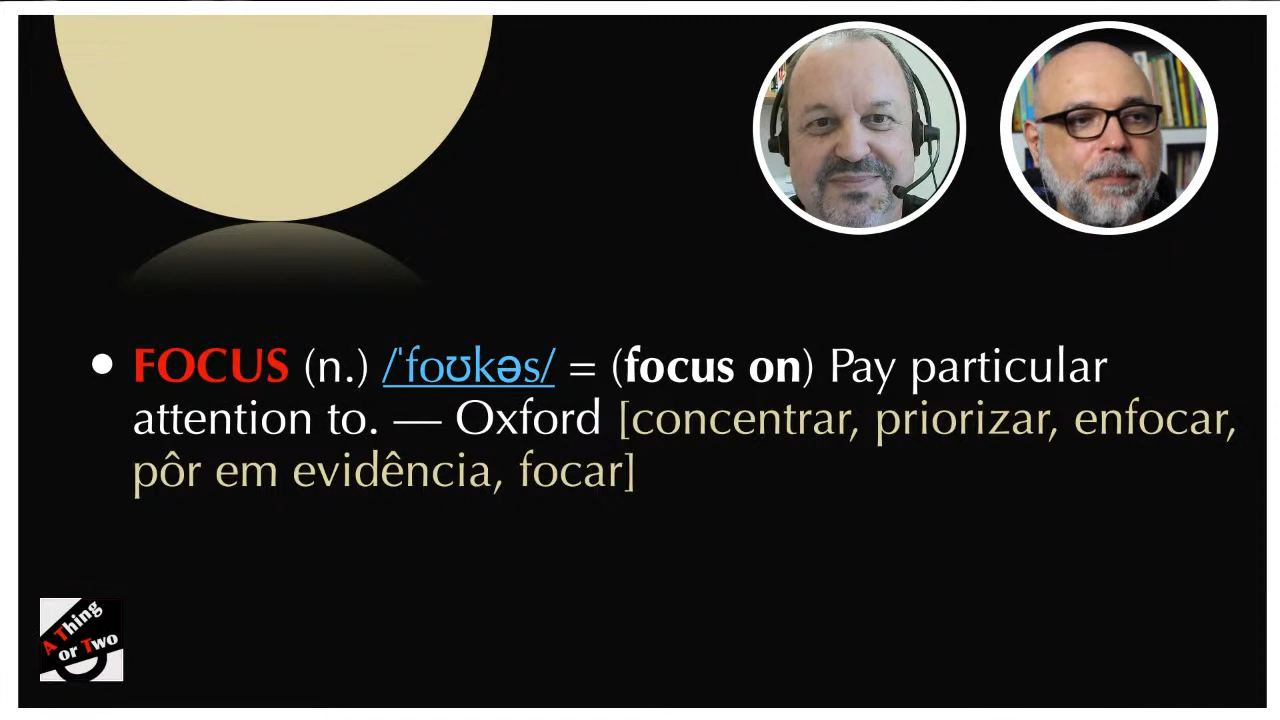 • FOCUS (n.) /ˈfoʊkəs/ = (focus on) Pay particular
attention to. — Oxford [concentrar, priorizar, enfocar,
pôr em evidência, focar]
A Thing
or Two